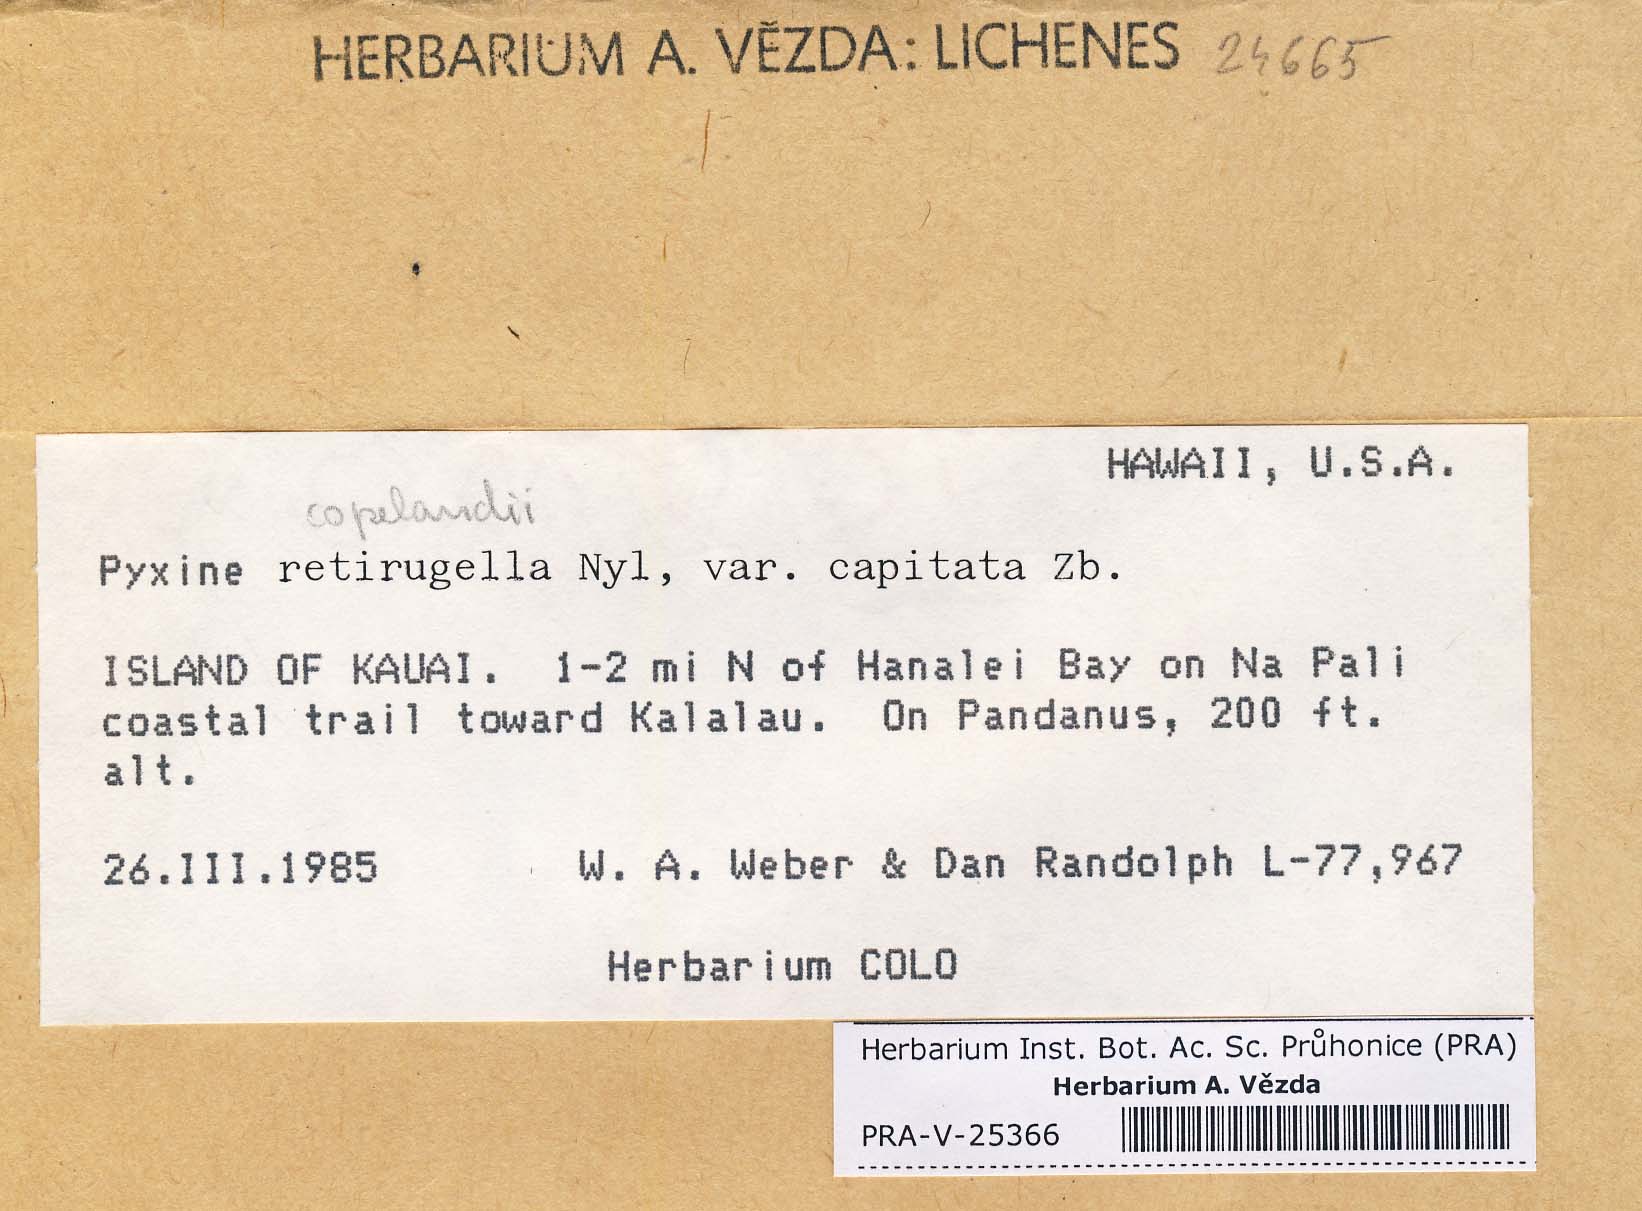 HERBARIUM A. VĚZDA: LICHENES 24665
HAWAII, U.S.A.
copelandii
Pyxine retirugella Nyl, var. capitata Zb.
ISLAND OF KAUAI. 1-2 mi N of Hanalei Bay on Na Pali
coastal trail toward Kalalau. On Pandanus, 200 ft.
alt.
26.III.1985 W. A. Weber & Dan Randolph L-77,967
Herbarium COLO
Herbarium Inst. Bot. Ac. Sc. Průhonice (PRA)
Herbarium A. Vězda
PRA-V-25366